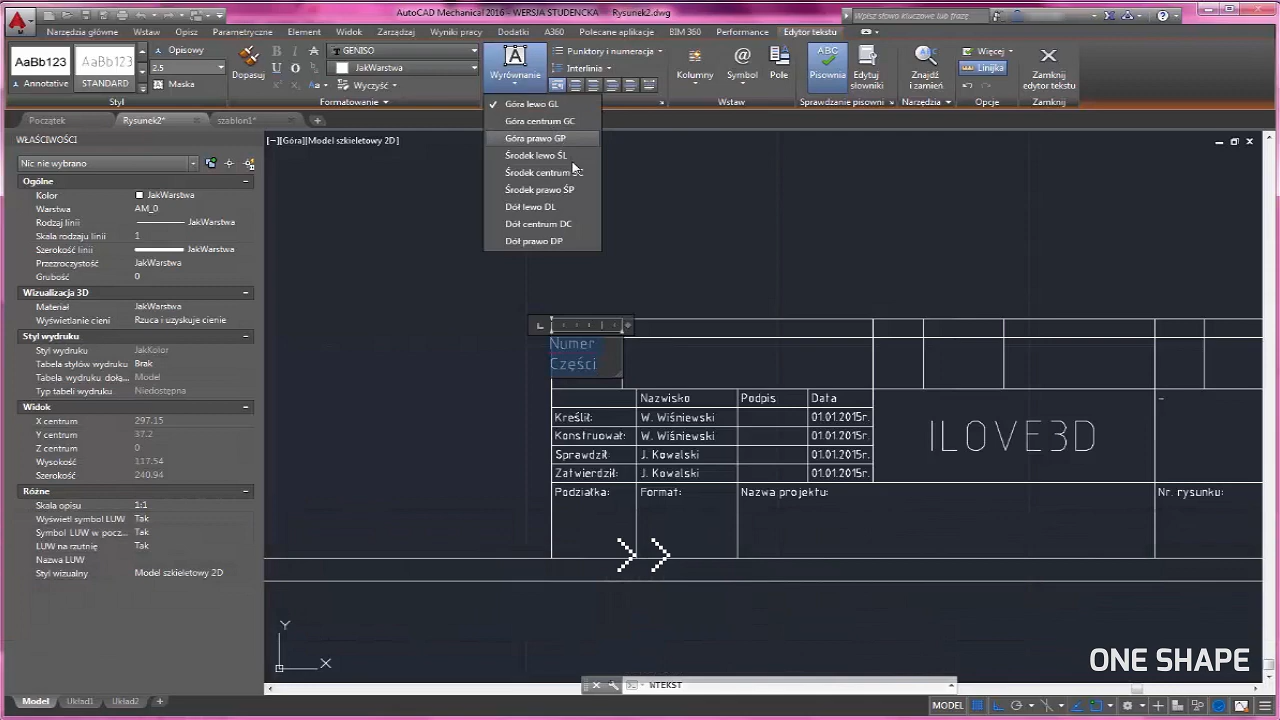 AutoCAD Mechanical 2016 - WERSJA STUDENCKA Rysunek2.dwg
Wpisz słowo kluczowe lub frazę
Narzędzia główne Wstaw Opisz Parametryczne Element Widok Zarządzaj Wyniki pracy Dodatki A360 Polecane aplikacje BIM 360 Performance Edytor tekstu
AaBb123 AaBb123
Annotative STANDARD
Opisowy
2.5
Maska
Styl
Dopasuj
GENISO
JakWarstwa
Wyczyść
Formatowanie
Wyrównanie
Punktory i numeracja
Interlinia
Kolumny Symbol Pole
Wstaw
ABC
Pisownia
Edytuj
słowniki
Sprawdzanie pisowni
Znajdź
i zamień
Więcej
Linijka
Narzędzia
Zamknij
edytor tekstu
Zamknij
Góra lewo GL
Góra centrum GC
Góra prawo GP
Środek lewo ŚL
Środek centrum ŚC
Środek prawo ŚP
Dół lewo DL
Dół centrum DC
Dół prawo DP
Początek Rysunek2* szablon1*
[−][Góra][Model szkieletowy 2D]
WŁAŚCIWOŚCI
Nic nie wybrano
Ogólne
Kolor JakWarstwa
Warstwa AM_0
Rodzaj linii JakWarstwa
Skala rodzaju linii 1
Szerokość linii JakWarstwa
Przezroczystość JakWarstwa
Grubość 0
Wizualizacja 3D
Materiał JakWarstwa
Wyświetlanie cieni Rzuca i uzyskuje cienie
Styl wydruku
Styl wydruku JakKolor
Tabela stylów wydruku Brak
Tabela wydruku dołą... Model
Typ tabeli wydruku Niedostępna
Widok
X centrum 297.15
Y centrum 37.2
Z centrum 0
Wysokość 117.54
Szerokość 240.94
Różne
Skala opisu 1:1
Wyświetl symbol LUW Tak
Symbol LUW w pocz... Tak
LUW na rzutnię Tak
Nazwa LUW
Styl wizualny Model szkieletowy 2D
Numer
Części
Nazwisko Podpis Data
Kreślił: W. Wiśniewski 01.01.2015r.
Konstruował: W. Wiśniewski 01.01.2015r.
Sprawdził: J. Kowalski 01.01.2015r.
Zatwierdził: J. Kowalski 01.01.2015r.
ILOVE3D
Podziałka: Format: Nazwa projektu: Nr. rysunku:
Y
X
ONE SHAPE
WTEKST
Model Układ1 Układ2
MODEL